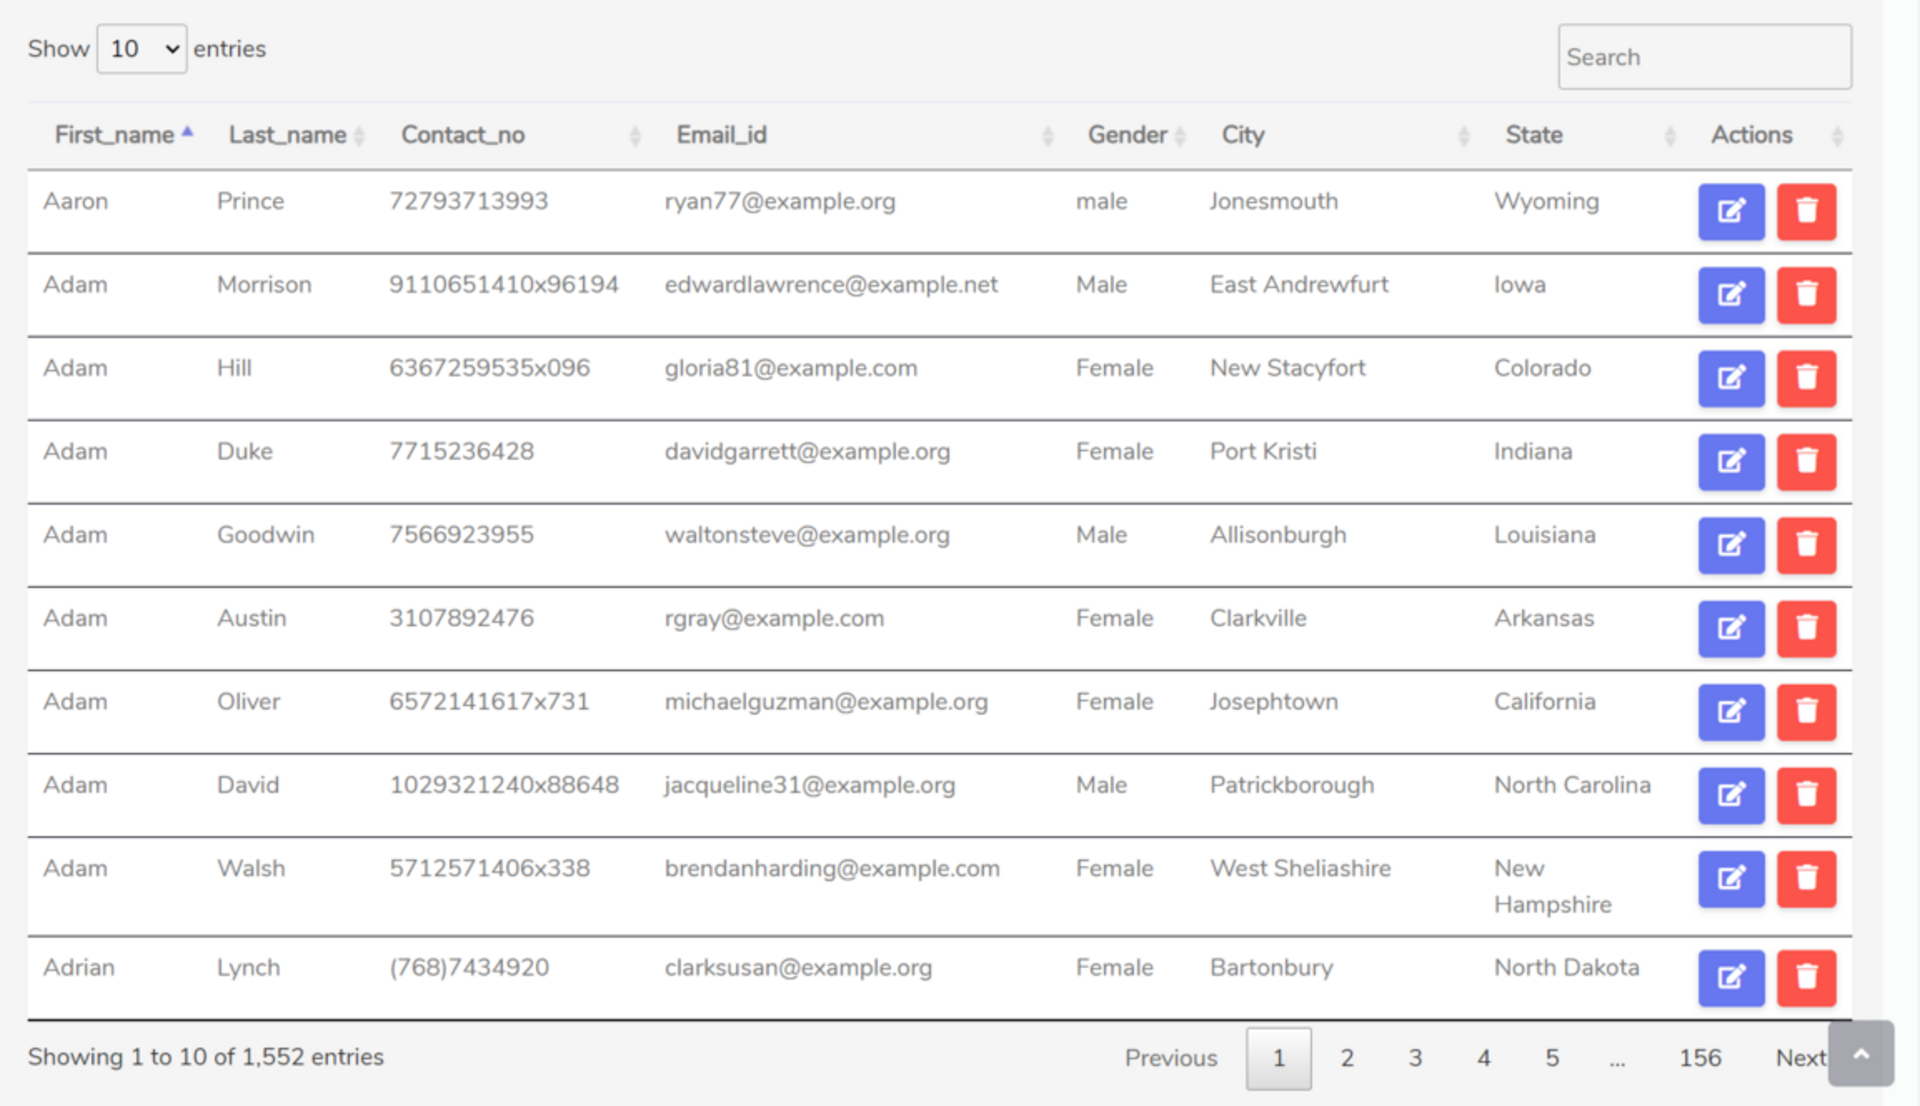 Show 10 entries
Search
First_name Last_name Contact_no Email_id Gender City State Actions
Aaron Prince 72793713993 ryan77@example.org male Jonesmouth Wyoming
Adam Morrison 9110651410x96194 edwardlawrence@example.net Male East Andrewfurt Iowa
Adam Hill 6367259535x096 gloria81@example.com Female New Stacyfort Colorado
Adam Duke 7715236428 davidgarrett@example.org Female Port Kristi Indiana
Adam Goodwin 7566923955 waltonsteve@example.org Male Allisonburgh Louisiana
Adam Austin 3107892476 rgray@example.com Female Clarkville Arkansas
Adam Oliver 6572141617x731 michaelguzman@example.org Female Josephtown California
Adam David 1029321240x88648 jacqueline31@example.org Male Patrickborough North Carolina
Adam Walsh 5712571406x338 brendanharding@example.com Female West Sheliashire New
Hampshire
Adrian Lynch (768)7434920 clarksusan@example.org Female Bartonbury North Dakota
Showing 1 to 10 of 1,552 entries
Previous 1 2 3 4 5 ... 156 Next